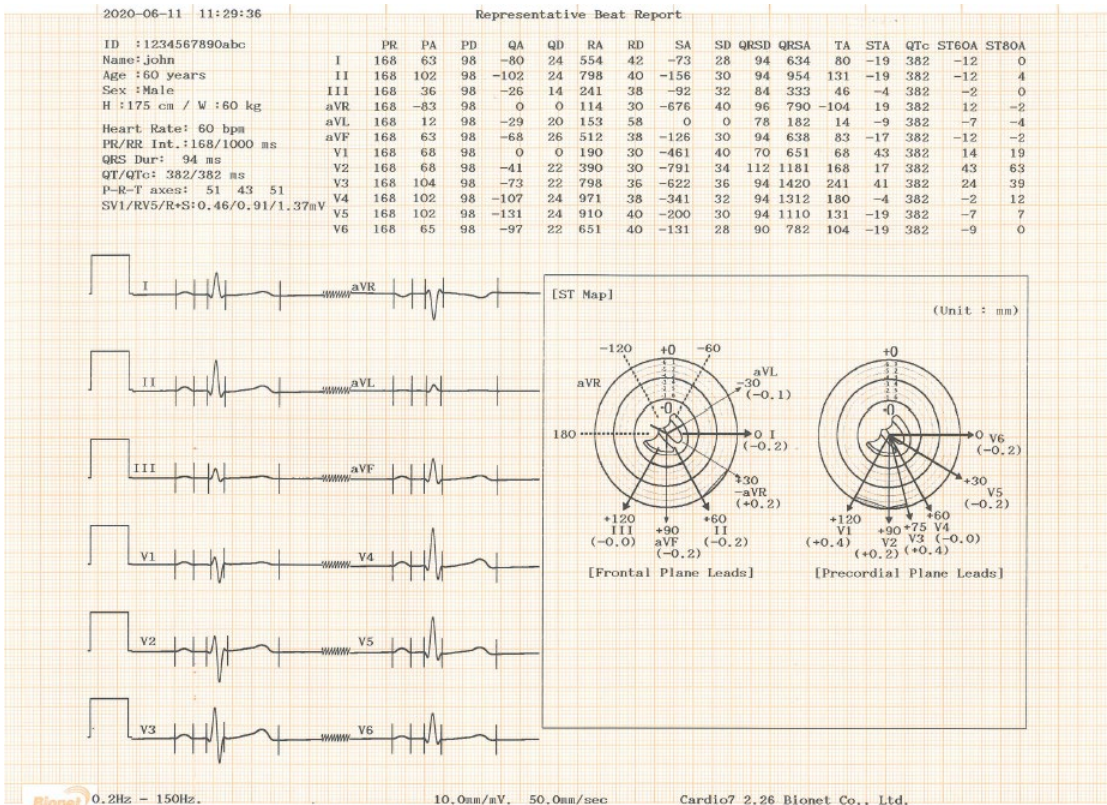 2020-06-11 11:29:36 Representative Beat Report
ID :1234567890abc
Name:john
Age :60 years
Sex :Male
H :175 cm / W :60 kg
Heart Rate: 60 bpm
PR/RR Int.:168/1000 ms
QRS Dur: 94 ms
QT/QTc: 382/382 ms
P-R-T axes: 51 43 51
SV1/RV5/R+S:0.46/0.91/1.37mV
PR PA PD QA QD RA RD SA SD QRSD QRSA TA STA QTc ST60A ST80A
I 168 63 98 -80 24 554 42 -73 28 94 634 80 -19 382 -12 0
II 168 102 98 -102 24 798 40 -156 30 94 954 131 -19 382 -12 4
III 168 36 98 -26 14 241 38 -92 32 84 333 46 -4 382 -2 0
aVR 168 -83 98 0 0 114 30 -676 40 96 790 -104 19 382 12 -2
aVL 168 12 98 -29 20 153 58 0 0 78 182 14 -9 382 -7 -4
aVF 168 63 98 -68 26 512 38 -126 30 94 638 83 -17 382 -12 -2
V1 168 68 98 0 0 190 30 -461 40 70 651 68 43 382 14 19
V2 168 68 98 -41 22 390 30 -791 34 112 1181 168 17 382 43 63
V3 168 104 98 -73 22 798 36 -622 36 94 1420 241 41 382 24 39
V4 168 102 98 -107 24 971 38 -341 32 94 1312 180 -4 382 -2 12
V5 168 102 98 -131 24 910 40 -200 30 94 1110 131 -19 382 -7 7
V6 168 65 98 -97 22 651 40 -131 28 90 782 104 -19 382 -9 0
I aVR
II aVL
III aVF
V1 V4
V2 V5
V3 V6
[ST Map]
(Unit : mm)
-120 +0 -60
aVR
aVL
-30
(-0.1)
-0
180
0 I
(-0.2)
+30
-aVR
(+0.2)
+120 +90 +60
III aVF II
(-0.0) (-0.2) (-0.2)
[Frontal Plane Leads]
+0
-0
0 V6
(-0.2)
+30
V5
(-0.2)
+120 +90 +75 +60
V1 V2 V3 V4
(+0.4) (+0.2) (+0.4) (-0.0)
[Precordial Plane Leads]
Bionet 0.2Hz - 150Hz. 10.0mm/mV. 50.0mm/sec Cardio7 2.26 Bionet Co., Ltd.